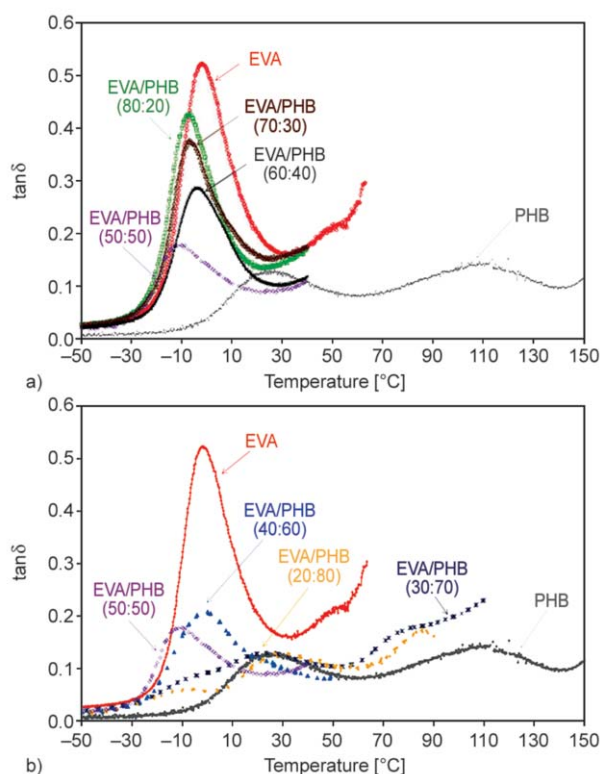 0.6
0.5
0.4
0.3
0.2
0.1
0.0
tanδ
EVA
EVA/PHB
(80:20)
EVA/PHB
(70:30)
EVA/PHB
(60:40)
EVA/PHB
(50:50)
PHB
–50 –30 –10 10 30 50 70 90 110 130 150
a) Temperature [°C]
0.6
0.5
0.4
0.3
0.2
0.1
0.0
tanδ
EVA
EVA/PHB
(40:60)
EVA/PHB
(20:80)
EVA/PHB
(30:70)
EVA/PHB
(50:50)
PHB
–50 –30 –10 10 30 50 70 90 110 130 150
b) Temperature [°C]